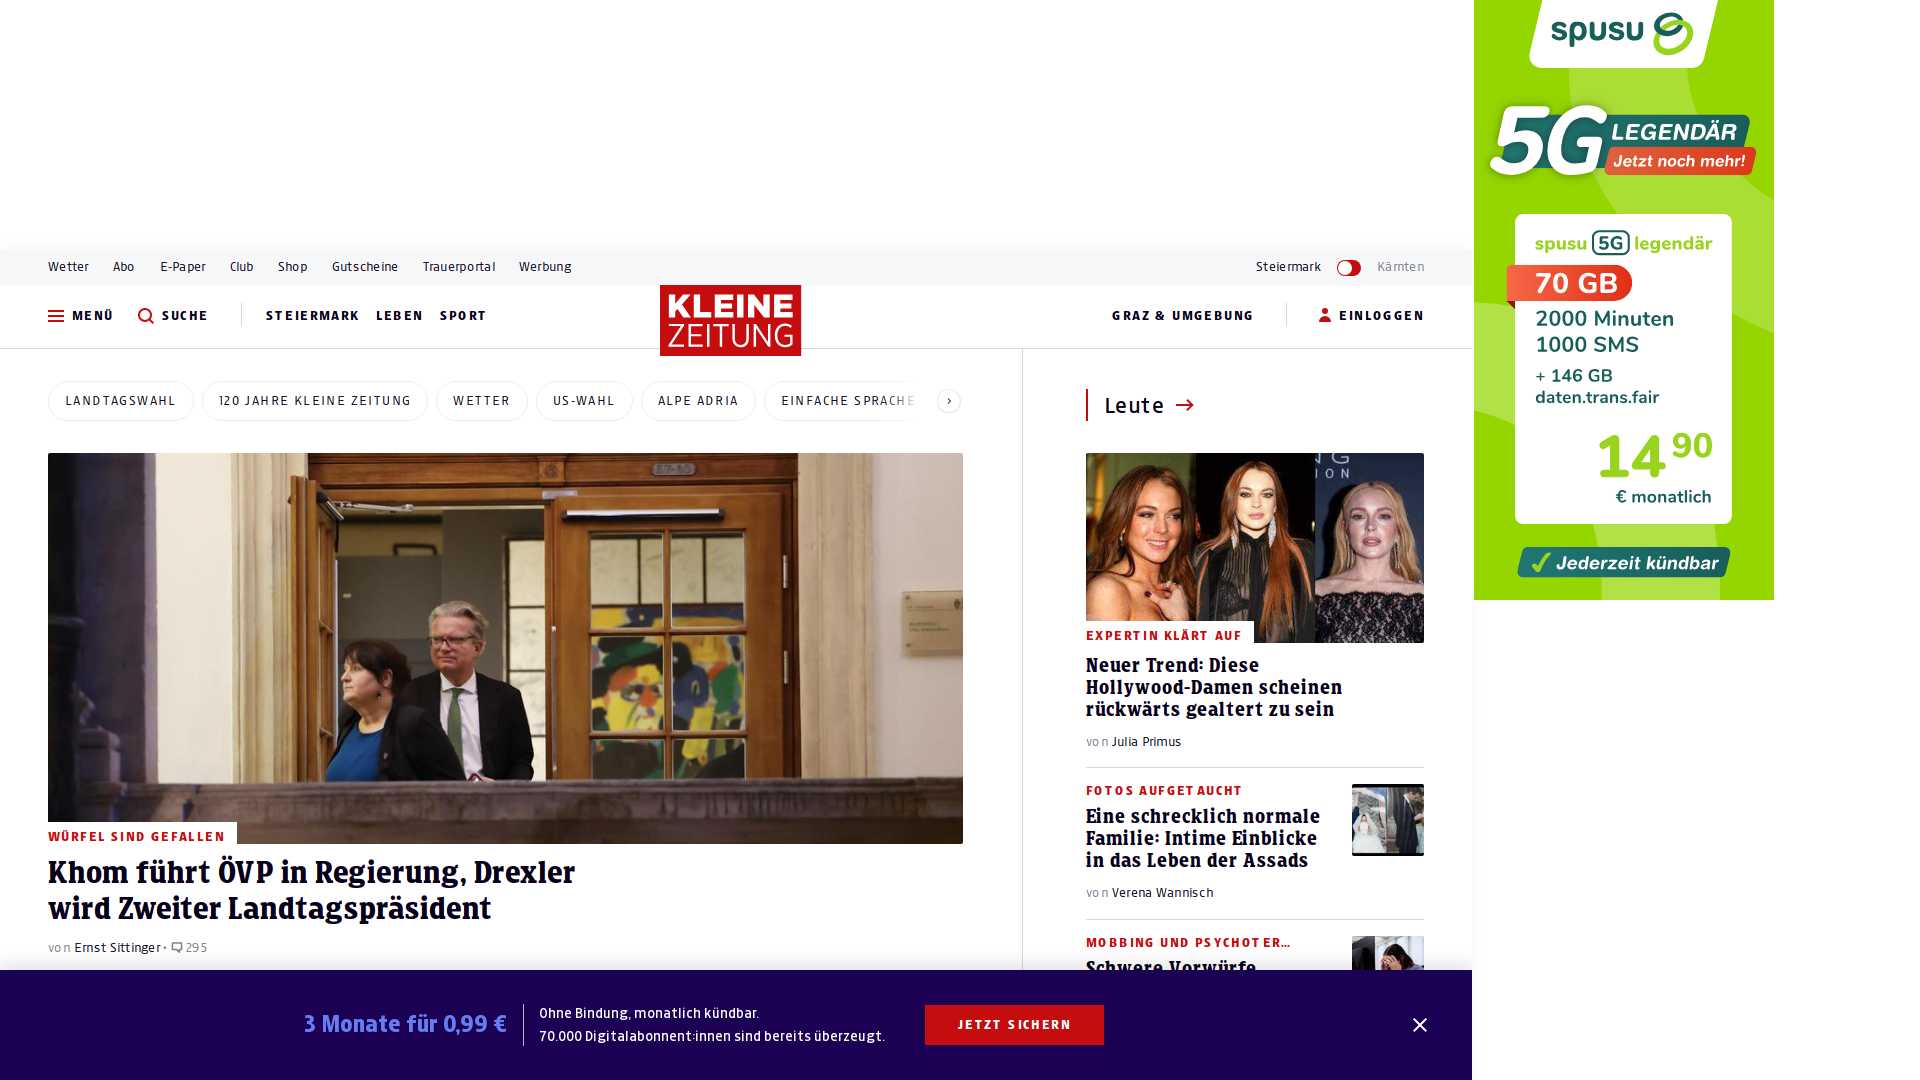 spusu
5G LEGENDÄR
Jetzt noch mehr!
spusu 5G legendär
70 GB
2000 Minuten
1000 SMS
+ 146 GB
daten.trans.fair
14 90
€ monatlich
Jederzeit kündbar
Wetter Abo E-Paper Club Shop Gutscheine Trauerportal Werbung Steiermark Kärnten
MENÜ SUCHE STEIERMARK LEBEN SPORT KLEINE ZEITUNG GRAZ & UMGEBUNG EINLOGGEN
LANDTAGSWAHL 120 JAHRE KLEINE ZEITUNG WETTER US-WAHL ALPE ADRIA EINFACHE SPRACHE
WÜRFEL SIND GEFALLEN
Khom führt ÖVP in Regierung, Drexler
wird Zweiter Landtagspräsident
von Ernst Sittinger • 295
Leute
EXPERTIN KLÄRT AUF
Neuer Trend: Diese
Hollywood-Damen scheinen
rückwärts gealtert zu sein
von Julia Primus
FOTOS AUFGETAUCHT
Eine schrecklich normale
Familie: Intime Einblicke
in das Leben der Assads
von Verena Wannisch
MOBBING UND PSYCHOTER...
Schwere Vorwürfe
3 Monate für 0,99 €
Ohne Bindung, monatlich kündbar.
70.000 Digitalabonnent:innen sind bereits überzeugt.
JETZT SICHERN